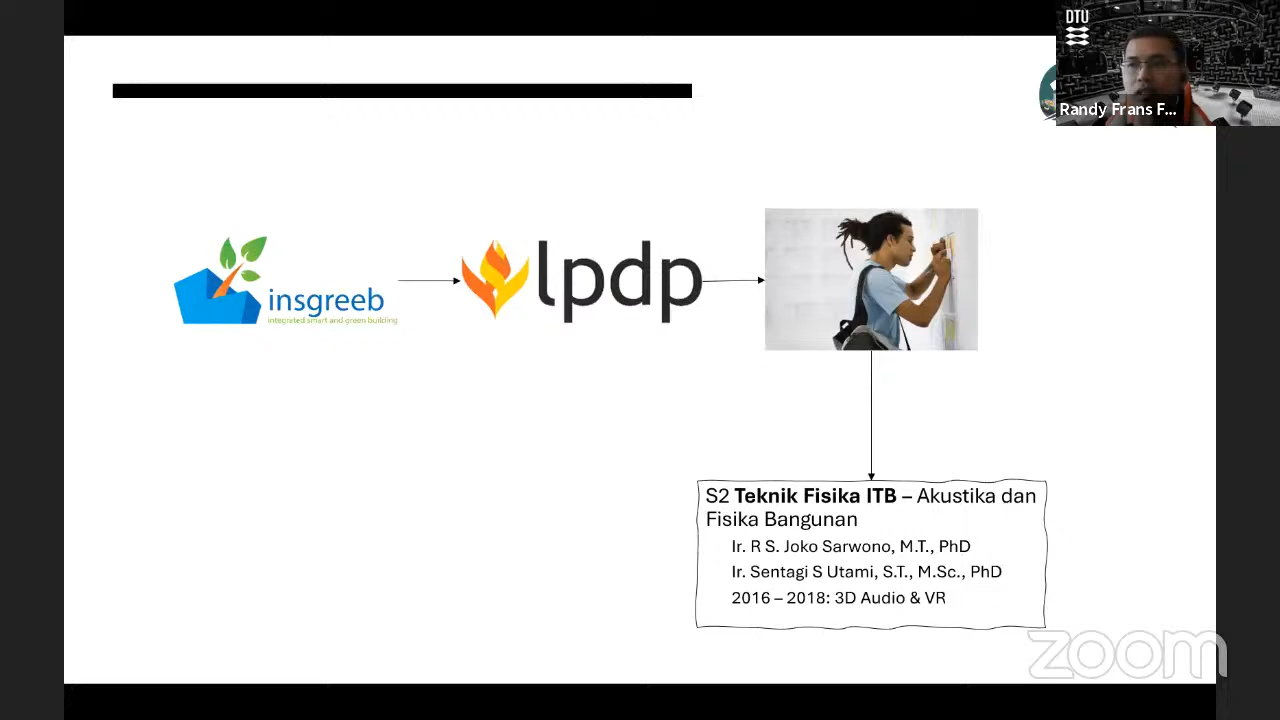 DTU
Randy Frans F...
insgreeb
integrated smart and green building
lpdp
S2 Teknik Fisika ITB – Akustika dan
Fisika Bangunan
Ir. R S. Joko Sarwono, M.T., PhD
Ir. Sentagi S Utami, S.T., M.Sc., PhD
2016 – 2018: 3D Audio & VR
zoom